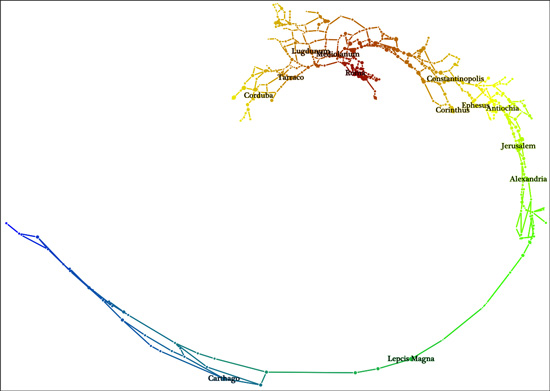 Lugdunum
Mediolanum
Roma
Tarraco
Constantinopolis
Corduba
Ephesus
Corinthus
Antiochia
Jerusalem
Alexandria
Lepcis Magna
Carthago